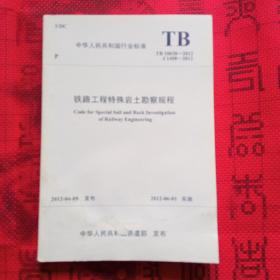 UDC
中华人民共和国行业标准
TB
P
TB 10038—2012
J 1408—2012
铁路工程特殊岩土勘察规程
Code for Special Soil and Rock Investigation
of Railway Engineering
2012-04-09 发布
2012-06-01 实施
中华人民共和国铁道部 发布